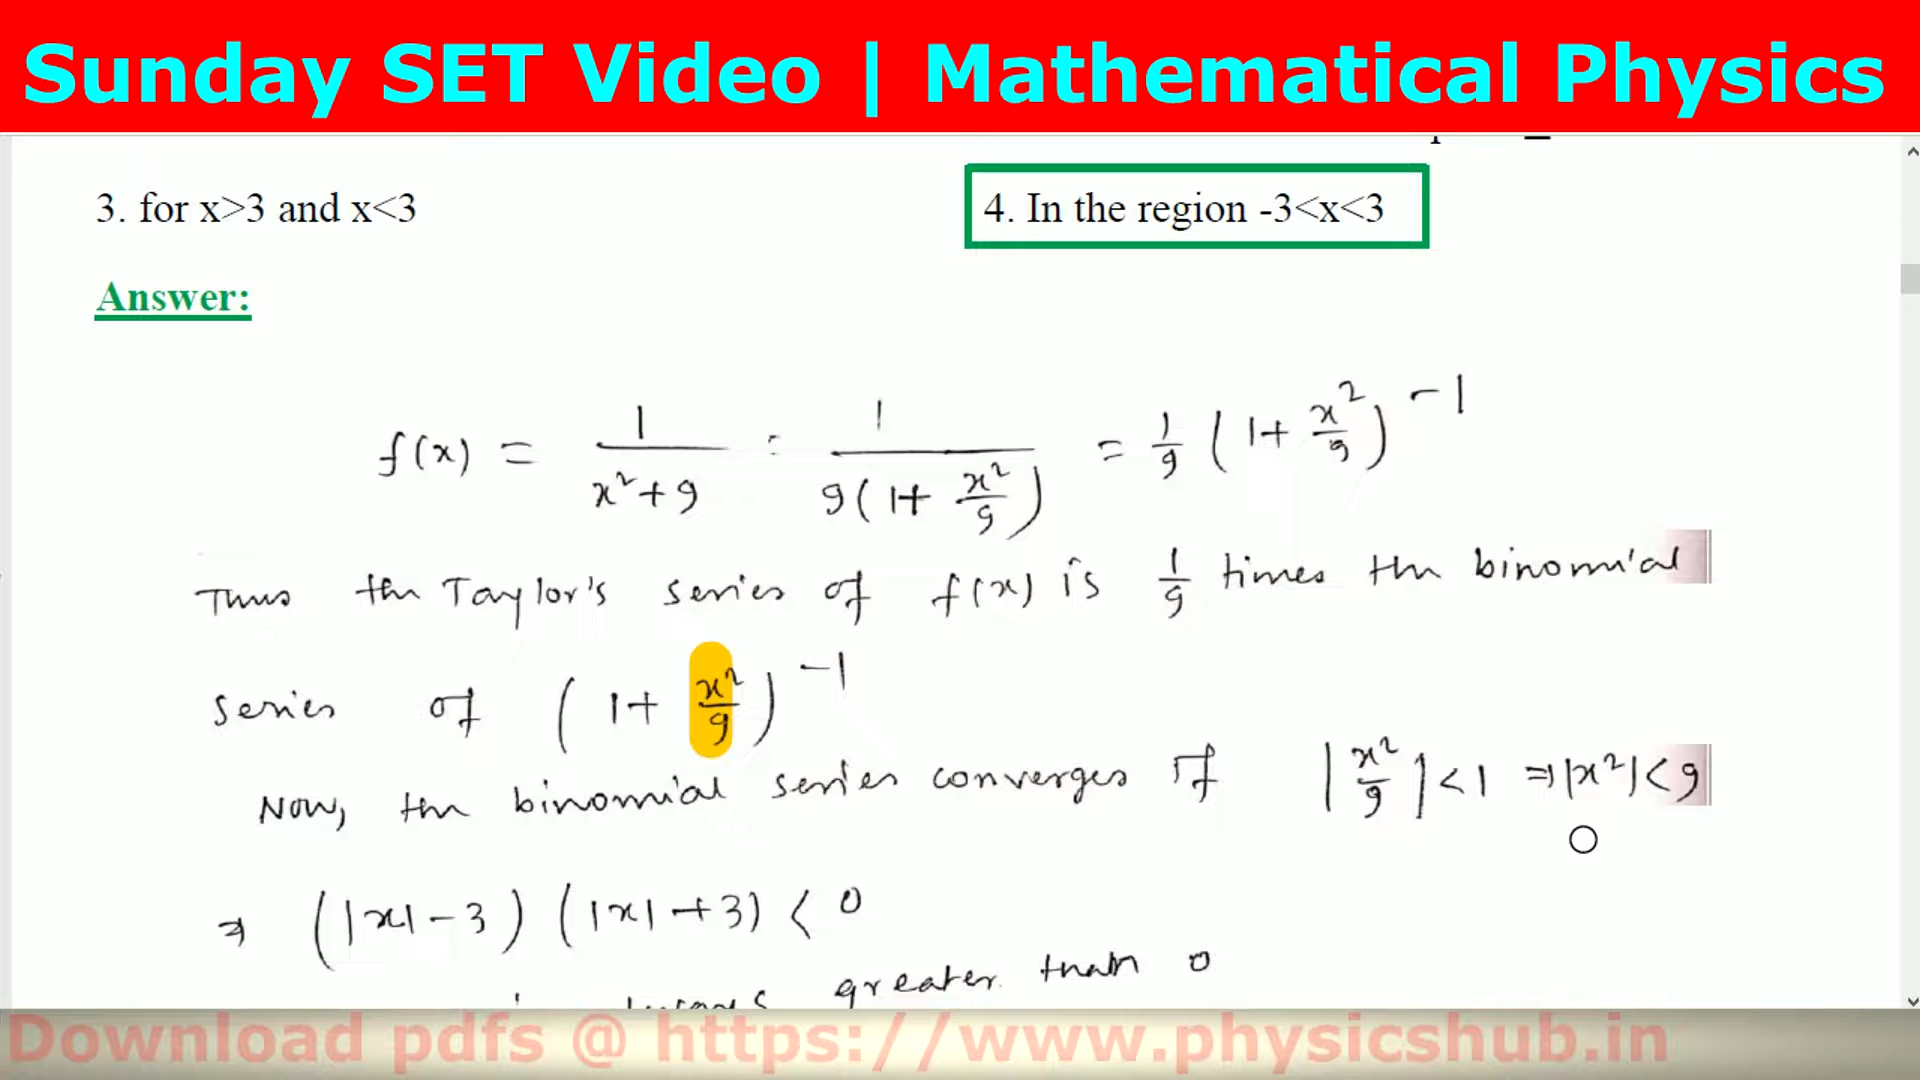 Sunday SET Video | Mathematical Physics
3. for x>3 and x<3
4. In the region -3<x<3
Answer:
f(x) = 1/(x²+9) = 1/(9(1+x²/9)) = 1/9 (1+x²/9)^-1
Thus the Taylor's series of f(x) is 1/9 times the binomial
series of (1+x²/9)^-1
Now, the binomial series converges if |x²/9|<1 ⇒|x²|<9
⇒ (|x|-3) (|x|+3) < 0
greater than 0
Download pdfs @ https://www.physicshub.in